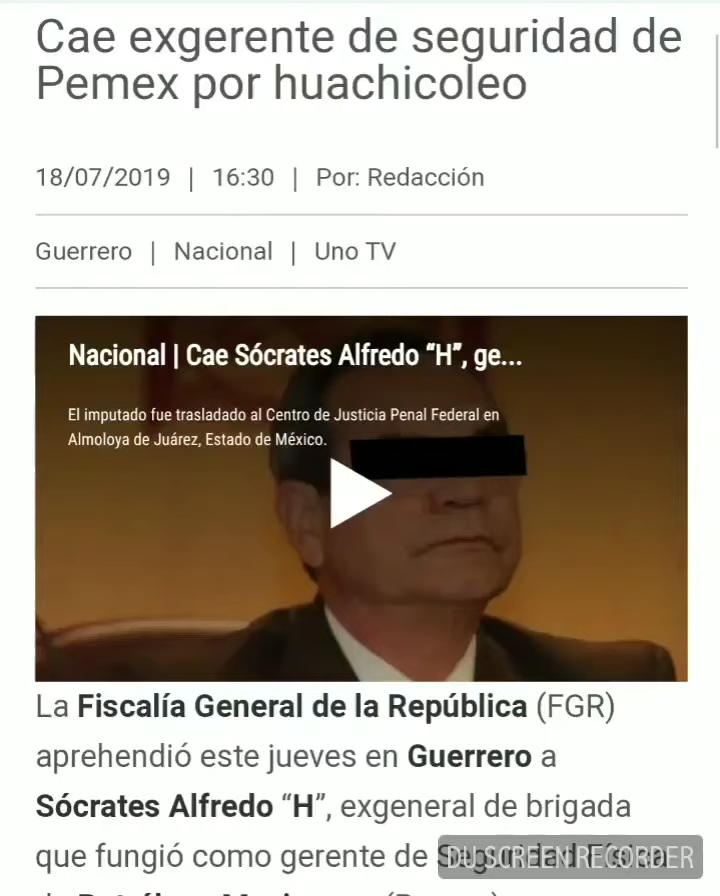 Cae exgerente de seguridad de
Pemex por huachicoleo
18/07/2019 | 16:30 | Por: Redacción
Guerrero | Nacional | Uno TV
Nacional | Cae Sócrates Alfredo “H”, ge...
El imputado fue trasladado al Centro de Justicia Penal Federal en
Almoloya de Juárez, Estado de México.
La Fiscalía General de la República (FGR)
aprehendió este jueves en Guerrero a
Sócrates Alfredo “H”, exgeneral de brigada
que fungió como gerente de Seguridad Física
DU SCREEN RECORDER